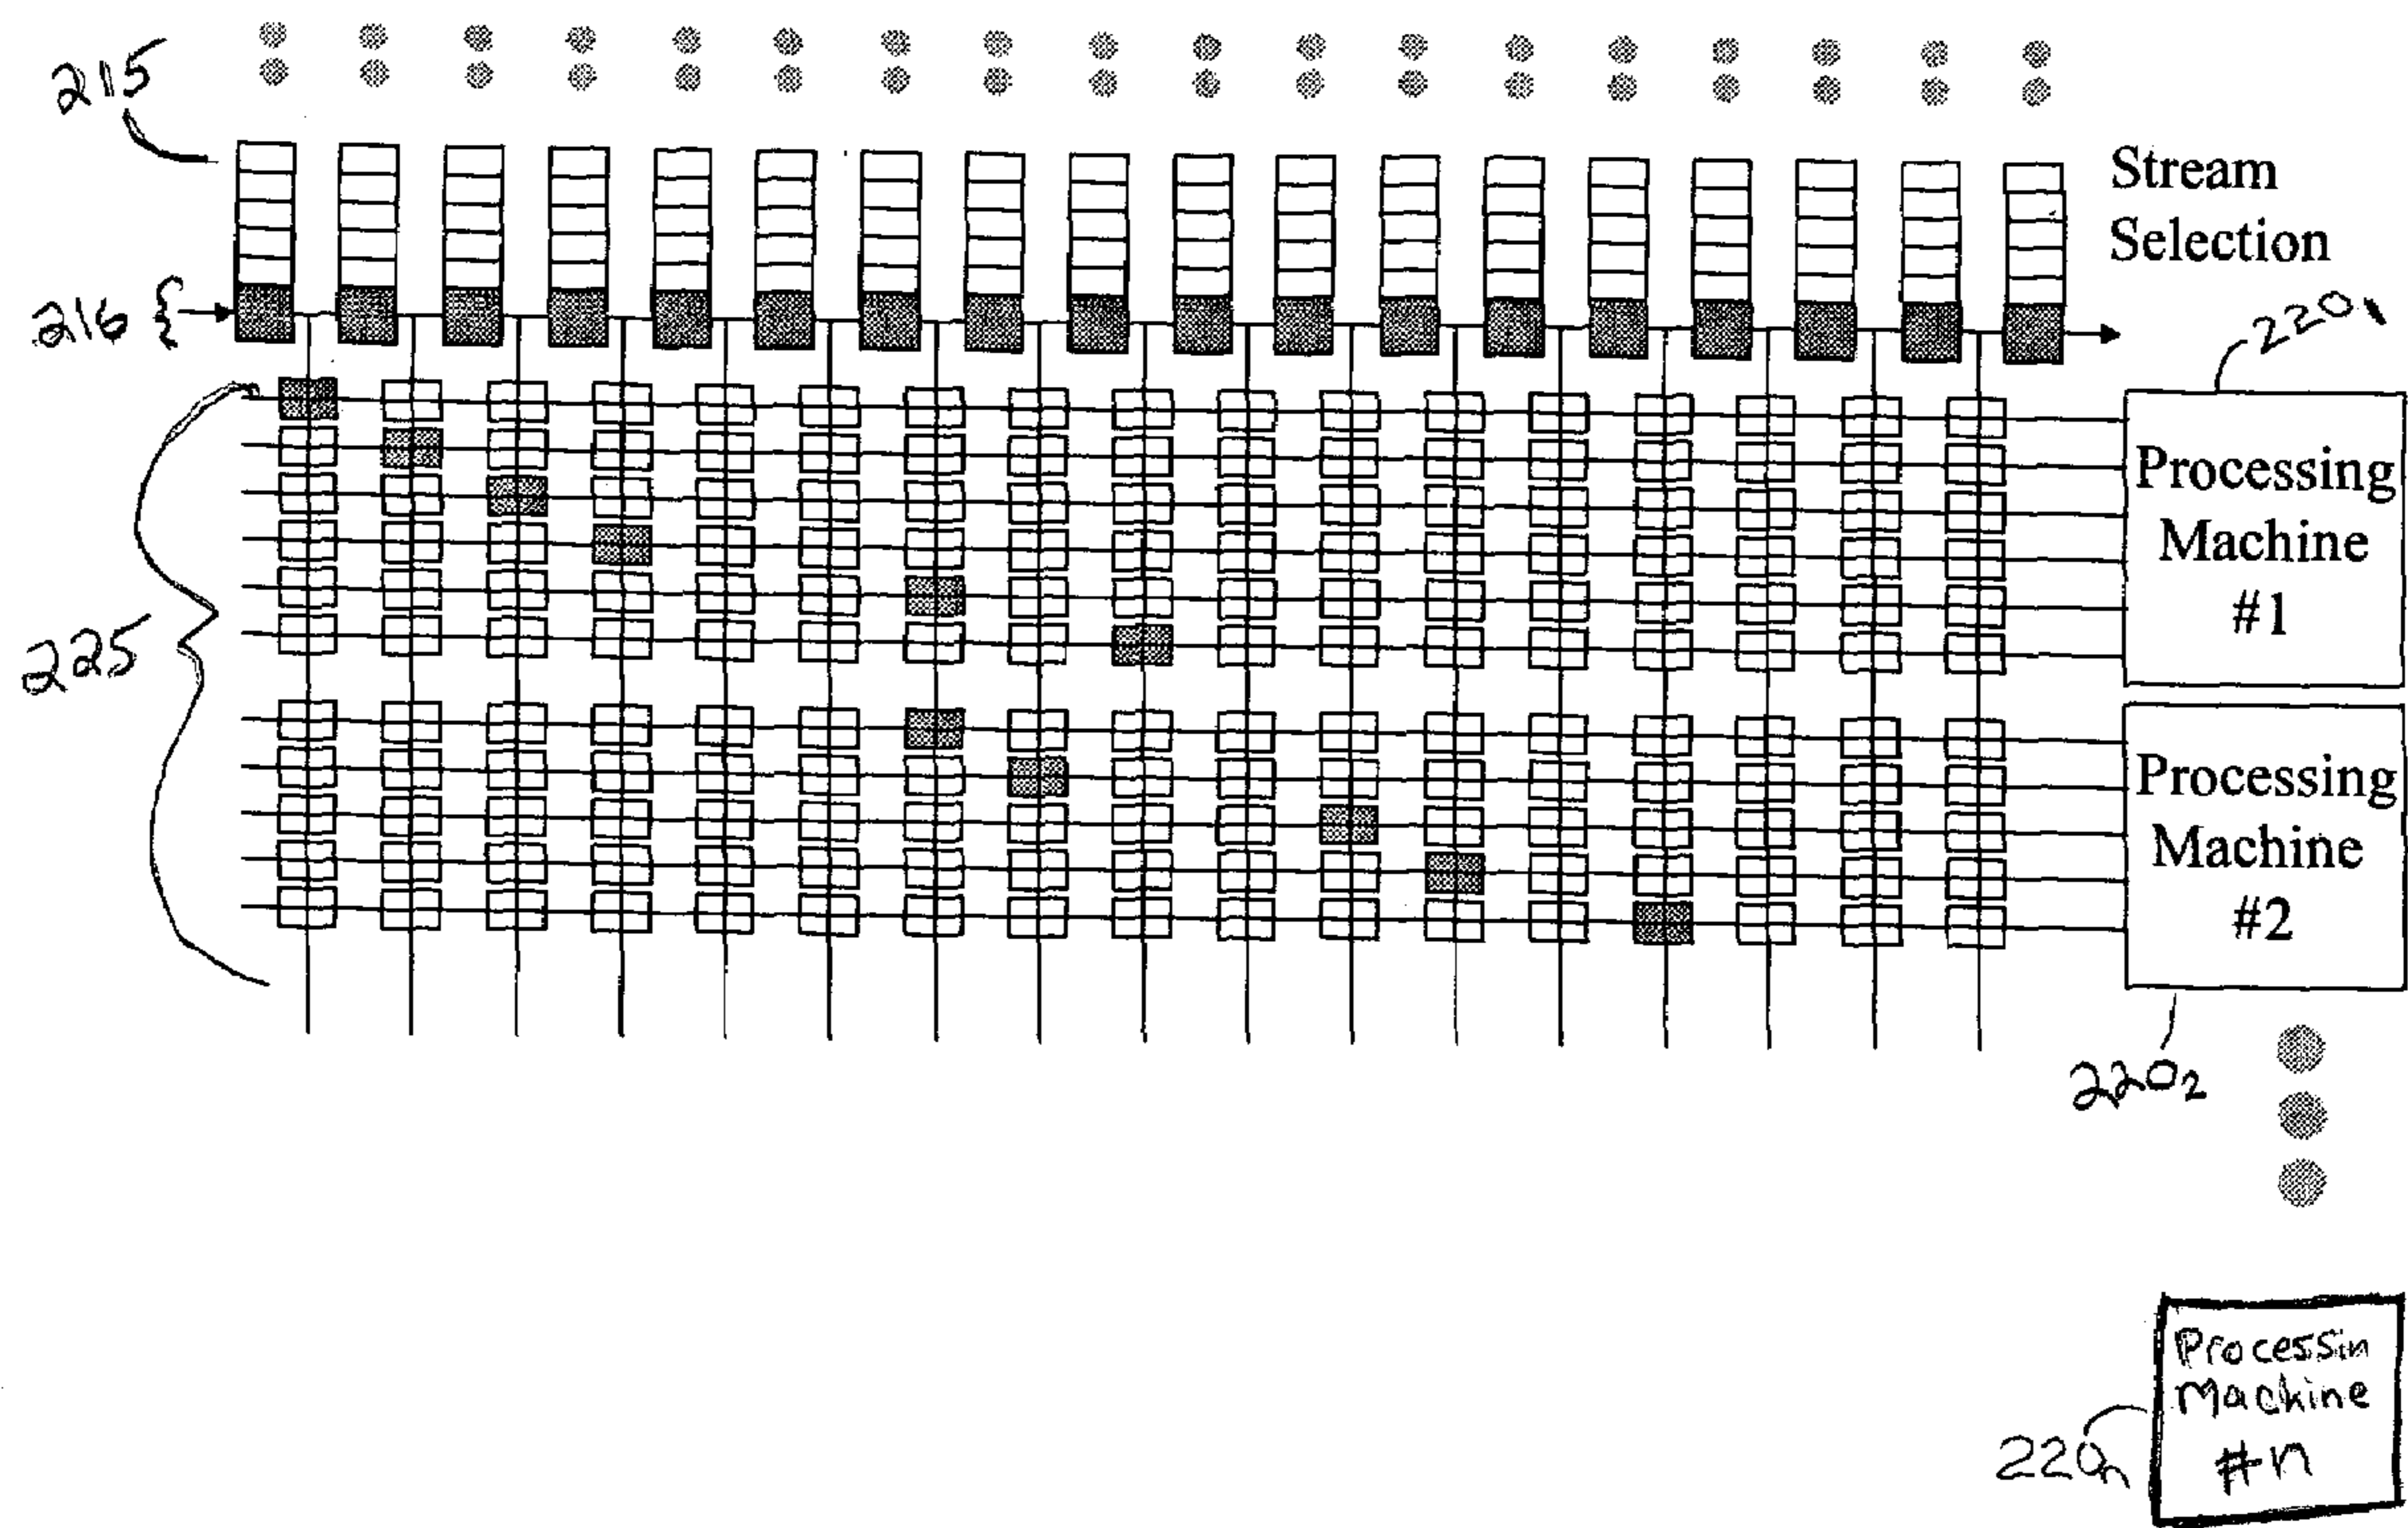 215
Stream
Selection
216
220₁
Processing
Machine
#1
225
Processing
Machine
#2
220₂
Processin
Machine
#n
220ₙ